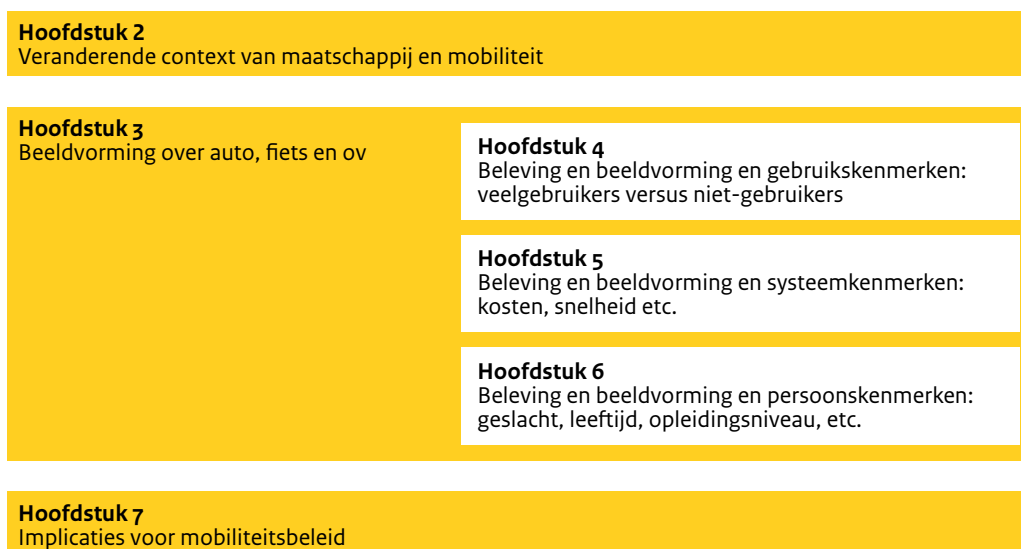 Hoofdstuk 2
Veranderende context van maatschappij en mobiliteit
Hoofdstuk 3
Beeldvorming over auto, fiets en ov
Hoofdstuk 4
Beleving en beeldvorming en gebruikskenmerken:
veelgebruikers versus niet-gebruikers
Hoofdstuk 5
Beleving en beeldvorming en systeemkenmerken:
kosten, snelheid etc.
Hoofdstuk 6
Beleving en beeldvorming en persoonskenmerken:
geslacht, leeftijd, opleidingsniveau, etc.
Hoofdstuk 7
Implicaties voor mobiliteitsbeleid